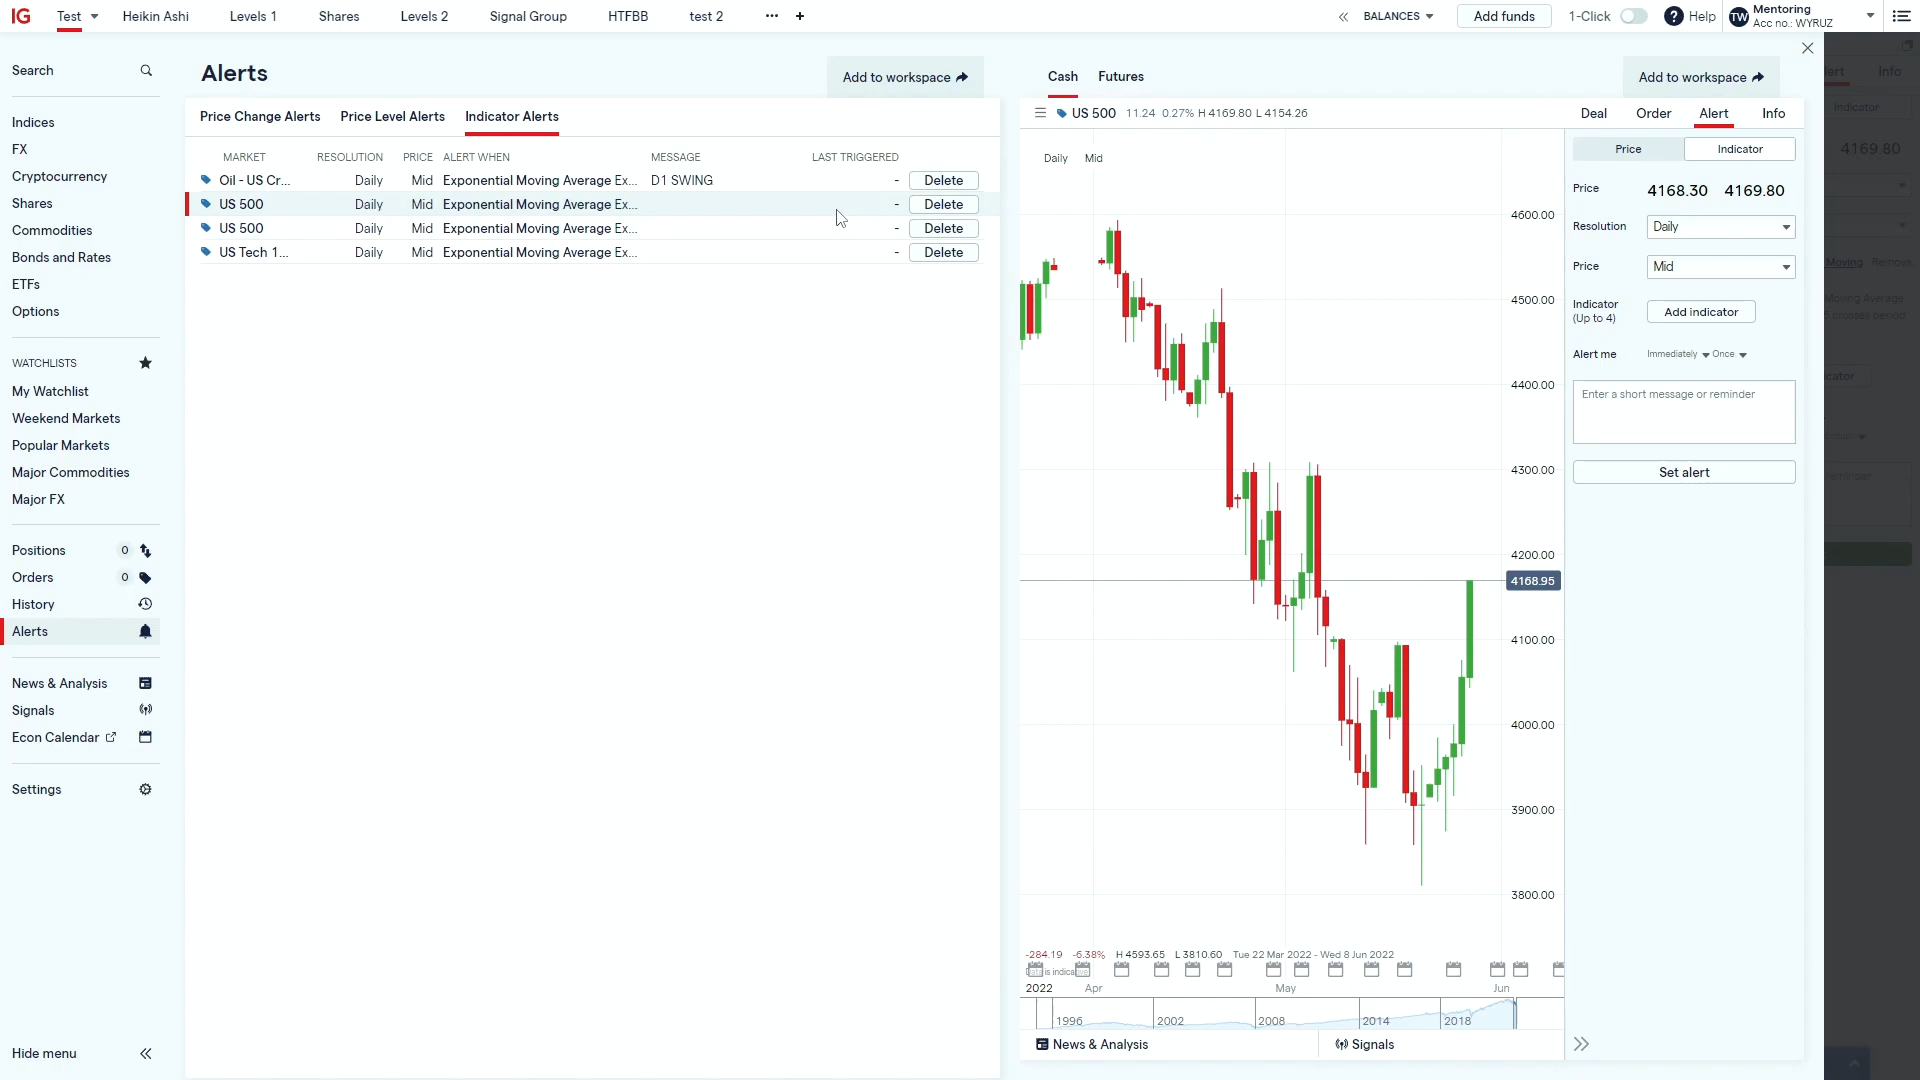 IG Test Heikin Ashi Levels 1 Shares Levels 2 Signal Group HTFBB test 2 ••• + BALANCES Add funds 1-Click ? Help TW Mentoring
Acc no.: WYRUZ
Search
Indices
FX
Cryptocurrency
Shares
Commodities
Bonds and Rates
ETFs
Options
WATCHLISTS
My Watchlist
Weekend Markets
Popular Markets
Major Commodities
Major FX
Positions 0
Orders 0
History
Alerts
News & Analysis
Signals
Econ Calendar
Settings
Hide menu
Alerts
Add to workspace
Price Change Alerts Price Level Alerts Indicator Alerts
MARKET RESOLUTION PRICE ALERT WHEN MESSAGE LAST TRIGGERED
Oil - US Cr... Daily Mid Exponential Moving Average Ex... D1 SWING - Delete
US 500 Daily Mid Exponential Moving Average Ex... - Delete
US 500 Daily Mid Exponential Moving Average Ex... - Delete
US Tech 1... Daily Mid Exponential Moving Average Ex... - Delete
Cash Futures
Add to workspace
US 500 11.24 0.27% H 4169.80 L 4154.26
Daily Mid
4600.00
4500.00
4400.00
4300.00
4200.00
4168.95
4100.00
4000.00
3900.00
3800.00
-284.19 -6.38% H 4593.65 L 3810.60 Tue 22 Mar 2022 - Wed 8 Jun 2022
2022 Apr May Jun
1996 2002 2008 2014 2018
News & Analysis Signals
Deal Order Alert Info
Price Indicator
Price 4168.30 4169.80
Resolution Daily
Price Mid
Indicator
(Up to 4)
Add indicator
Alert me Immediately Once
Enter a short message or reminder
Set alert
Info
Indicator
4169.80
Moving Remove
Moving Average